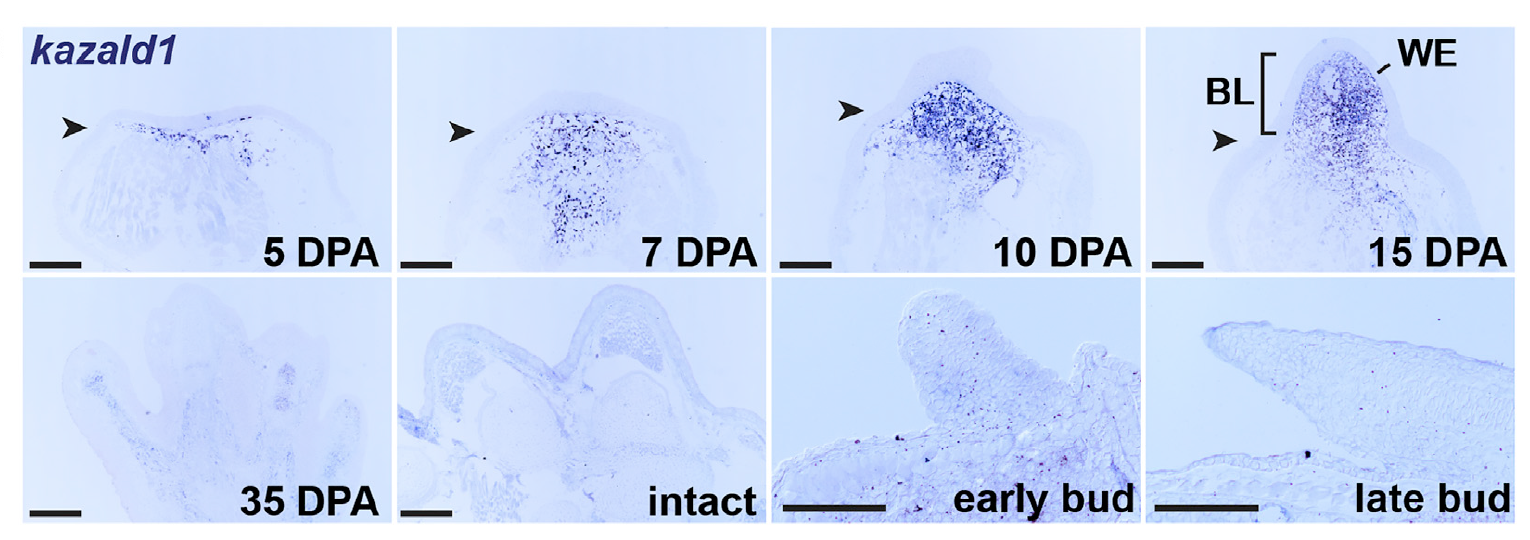 kazald1
5 DPA
7 DPA
10 DPA
WE
BL
15 DPA
35 DPA
intact
early bud
late bud